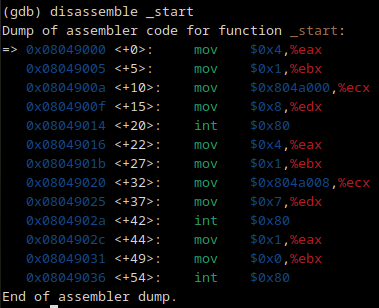 (gdb) disassemble _start
Dump of assembler code for function _start:
=> 0x08049000 <+0>:     mov    $0x4,%eax
   0x08049005 <+5>:     mov    $0x1,%ebx
   0x0804900a <+10>:    mov    $0x804a000,%ecx
   0x0804900f <+15>:    mov    $0x8,%edx
   0x08049014 <+20>:    int    $0x80
   0x08049016 <+22>:    mov    $0x4,%eax
   0x0804901b <+27>:    mov    $0x1,%ebx
   0x08049020 <+32>:    mov    $0x804a008,%ecx
   0x08049025 <+37>:    mov    $0x7,%edx
   0x0804902a <+42>:    int    $0x80
   0x0804902c <+44>:    mov    $0x1,%eax
   0x08049031 <+49>:    mov    $0x0,%ebx
   0x08049036 <+54>:    int    $0x80
End of assembler dump.